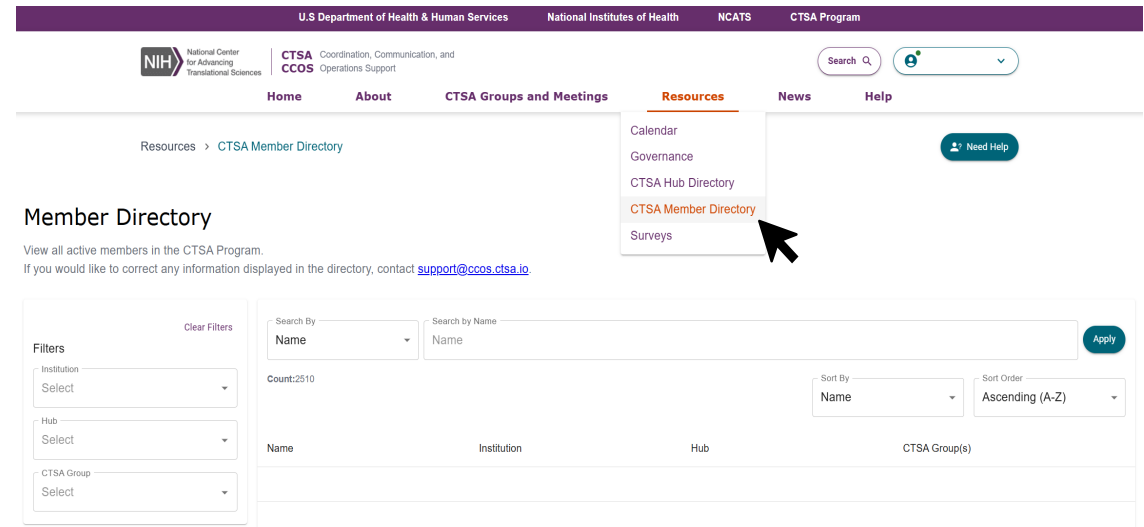 U.S Department of Health & Human Services National Institutes of Health NCATS CTSA Program
NIH National Center for Advancing Translational Sciences
CTSA Coordination, Communication, and
CCOS Operations Support
Search
Home About CTSA Groups and Meetings Resources News Help
Calendar
Governance
CTSA Hub Directory
CTSA Member Directory
Surveys
Resources > CTSA Member Directory
Need Help
Member Directory
View all active members in the CTSA Program.
If you would like to correct any information displayed in the directory, contact support@ccos.ctsa.io.
Clear Filters
Filters
Institution
Select
Hub
Select
CTSA Group
Select
Search By
Name
Search by Name
Name
Apply
Count:2510
Sort By
Name
Sort Order
Ascending (A-Z)
Name Institution Hub CTSA Group(s)